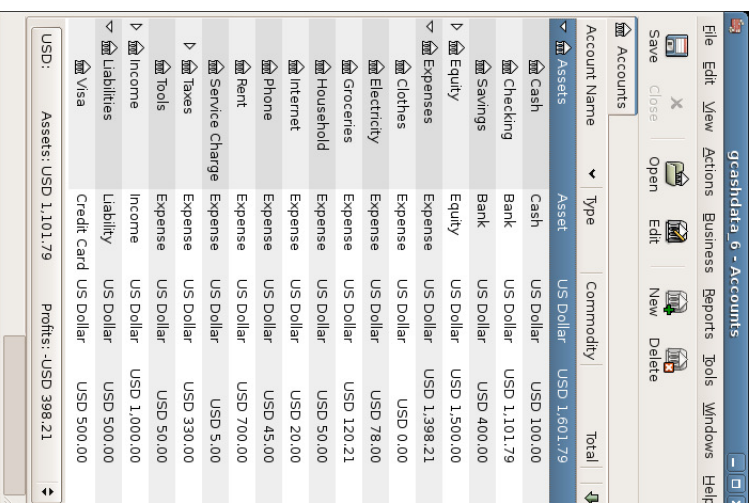 gcashdata_6 - Accounts
File Edit View Actions Business Reports Tools Windows Help
Save Close Open Edit New Delete
Accounts
Account Name Type Commodity Total
Assets Asset US Dollar USD 1,601.79
Cash Cash US Dollar USD 100.00
Checking Bank US Dollar USD 1,101.79
Savings Bank US Dollar USD 400.00
Equity Equity US Dollar USD 1,500.00
Expenses Expense US Dollar USD 1,398.21
Clothes Expense US Dollar USD 0.00
Electricity Expense US Dollar USD 78.00
Groceries Expense US Dollar USD 120.21
Household Expense US Dollar USD 50.00
Internet Expense US Dollar USD 20.00
Phone Expense US Dollar USD 45.00
Rent Expense US Dollar USD 700.00
Service Charge Expense US Dollar USD 5.00
Taxes Expense US Dollar USD 330.00
Tools Expense US Dollar USD 50.00
Income Income US Dollar USD 1,000.00
Liabilities Liability US Dollar USD 500.00
Visa Credit Card US Dollar USD 500.00
USD: Assets: USD 1,101.79 Profits: -USD 398.21